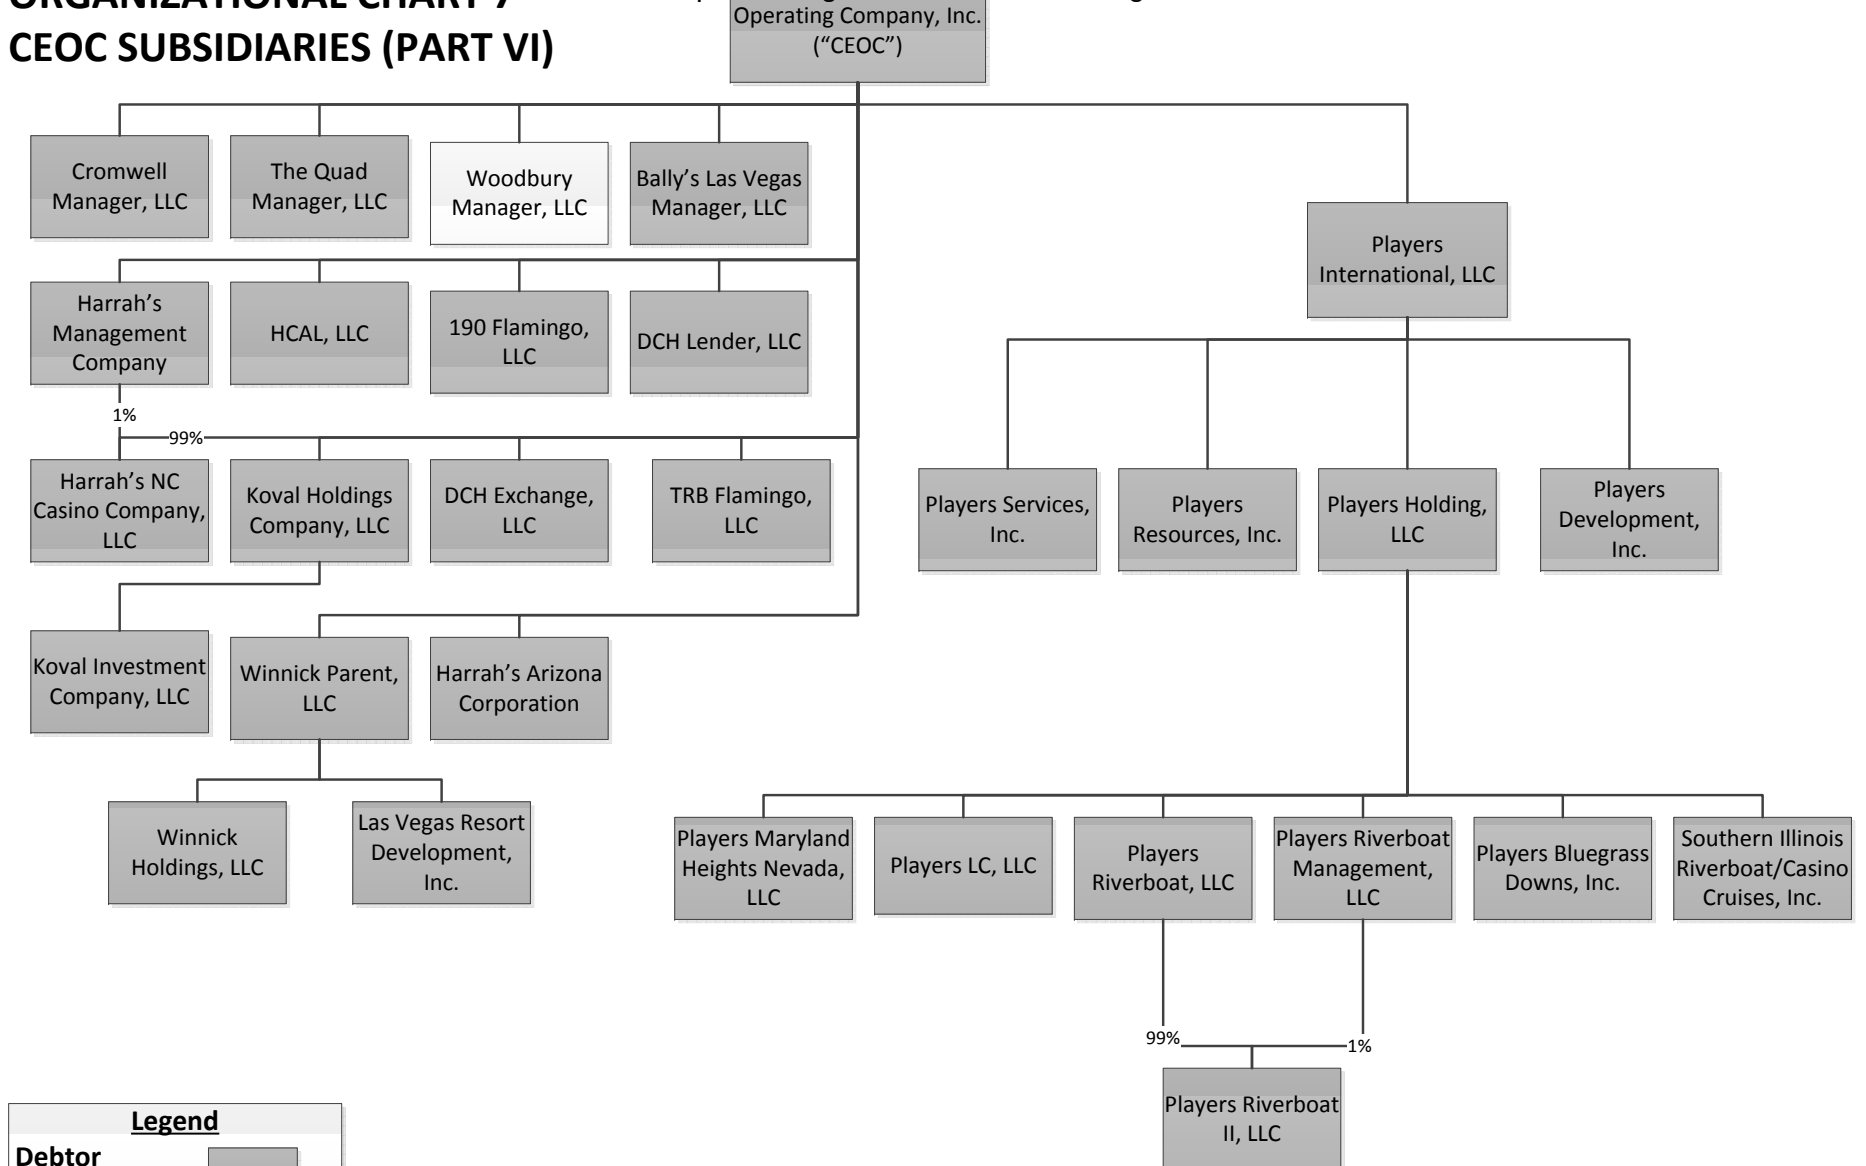 ORGANIZATIONAL CHART 7
CEOC SUBSIDIARIES (PART VI)
Operating Company, Inc.
(“CEOC”)
Cromwell
Manager, LLC
The Quad
Manager, LLC
Woodbury
Manager, LLC
Bally’s Las Vegas
Manager, LLC
Players
International, LLC
Harrah’s
Management
Company
HCAL, LLC
190 Flamingo,
LLC
DCH Lender, LLC
1%
99%
Harrah’s NC
Casino Company,
LLC
Koval Holdings
Company, LLC
DCH Exchange,
LLC
TRB Flamingo,
LLC
Players Services,
Inc.
Players
Resources, Inc.
Players Holding,
LLC
Players
Development,
Inc.
Koval Investment
Company, LLC
Winnick Parent,
LLC
Harrah’s Arizona
Corporation
Winnick
Holdings, LLC
Las Vegas Resort
Development,
Inc.
Players Maryland
Heights Nevada,
LLC
Players LC, LLC
Players
Riverboat, LLC
Players Riverboat
Management,
LLC
Players Bluegrass
Downs, Inc.
Southern Illinois
Riverboat/Casino
Cruises, Inc.
99%
1%
Players Riverboat
II, LLC
Legend
Debtor